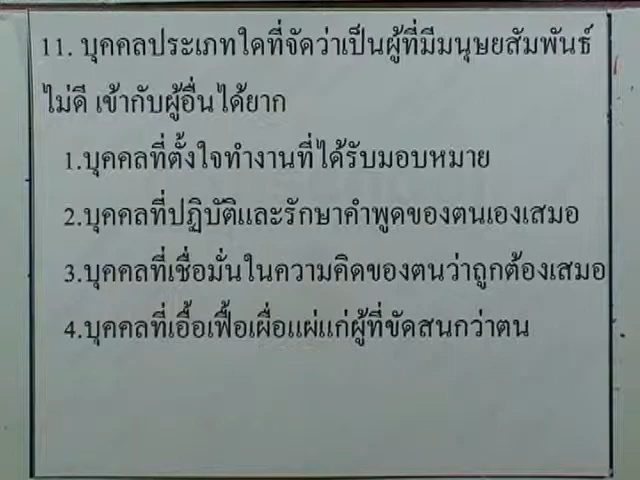 11. บุคคลประเภทใดที่จัดว่าเป็นผู้ที่มีมนุษยสัมพันธ์
ไม่ดี เข้ากับผู้อื่นได้ยาก
1.บุคคลที่ตั้งใจทำงานที่ได้รับมอบหมาย
2.บุคคลที่ปฏิบัติและรักษาคำพูดของตนเองเสมอ
3.บุคคลที่เชื่อมั่นในความคิดของตนว่าถูกต้องเสมอ
4.บุคคลที่เอื้อเฟื้อเผื่อแผ่แก่ผู้ที่ขัดสนกว่าตน